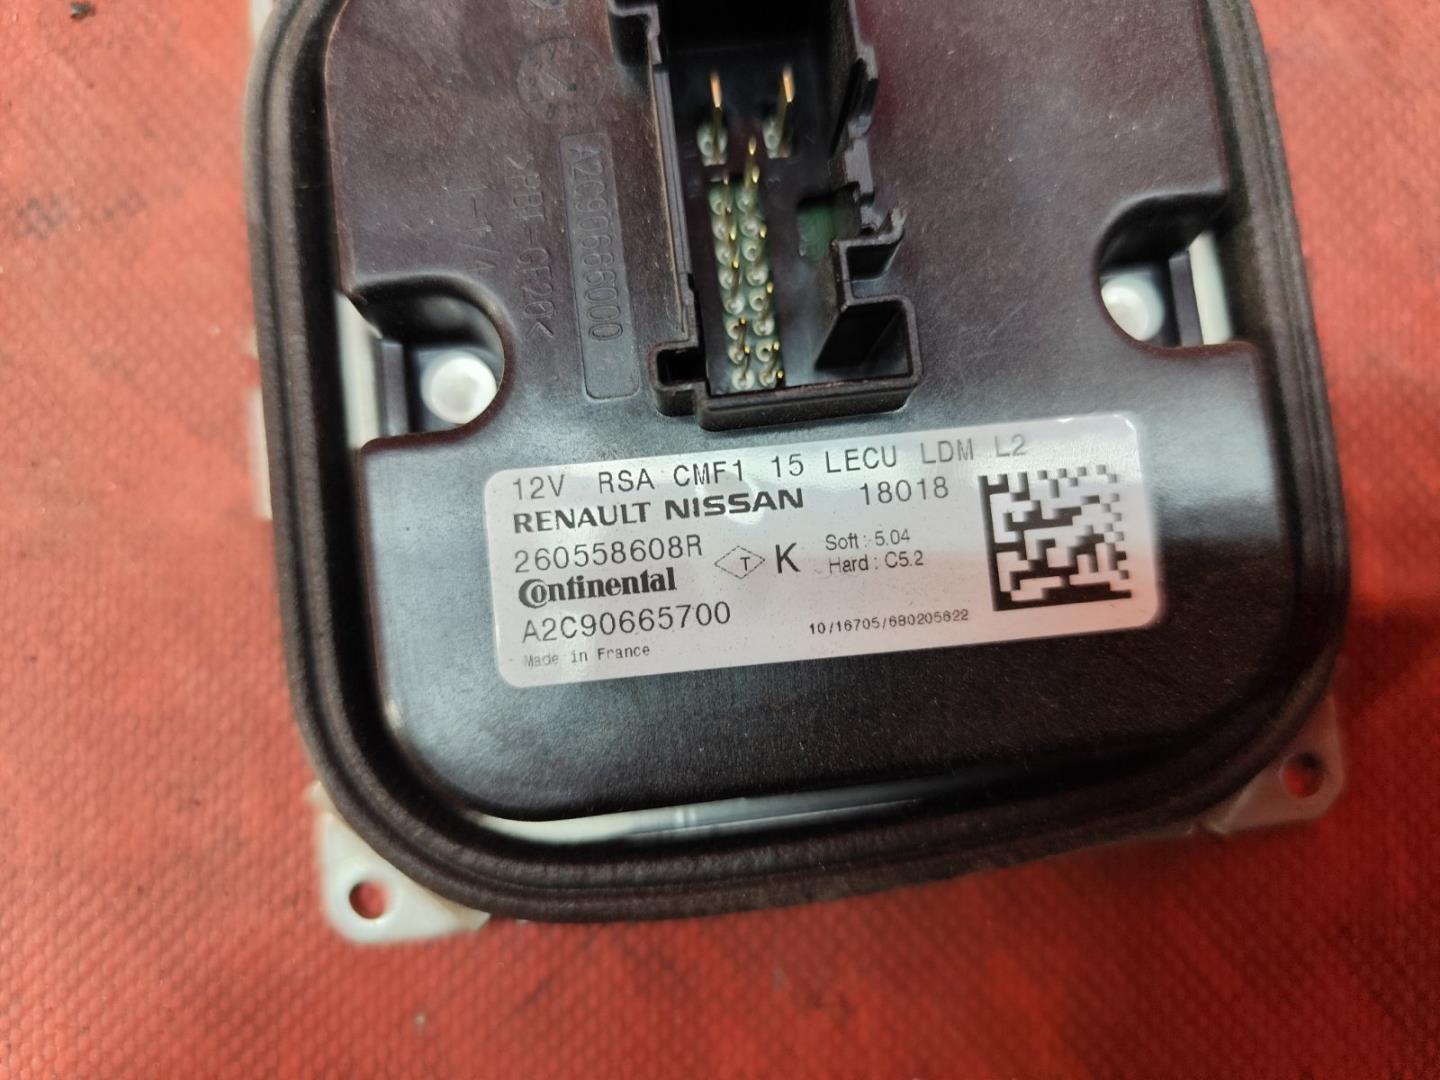 A2C90666000
>PBT-GF20<
12V RSA CMF1 15 LECU LDM L2
RENAULT NISSAN 18018
260558608R T K Soft : 5.04
Hard : C5.2
Continental
A2C90665700
10/16705/680205622
Made in France